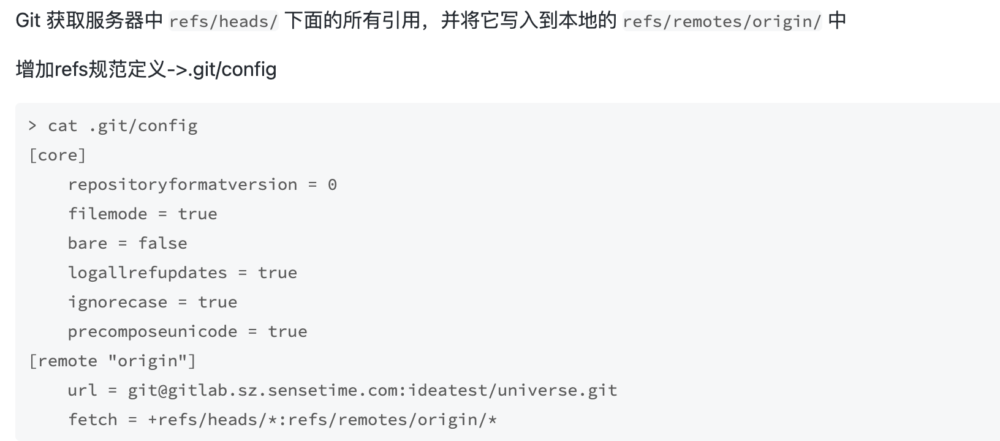 Git 获取服务器中 refs/heads/ 下面的所有引用，并将它写入到本地的 refs/remotes/origin/ 中
增加refs规范定义->.git/config
> cat .git/config
[core]
    repositoryformatversion = 0
    filemode = true
    bare = false
    logallrefupdates = true
    ignorecase = true
    precomposeunicode = true
[remote "origin"]
    url = git@gitlab.sz.sensetime.com:ideatest/universe.git
    fetch = +refs/heads/*:refs/remotes/origin/*